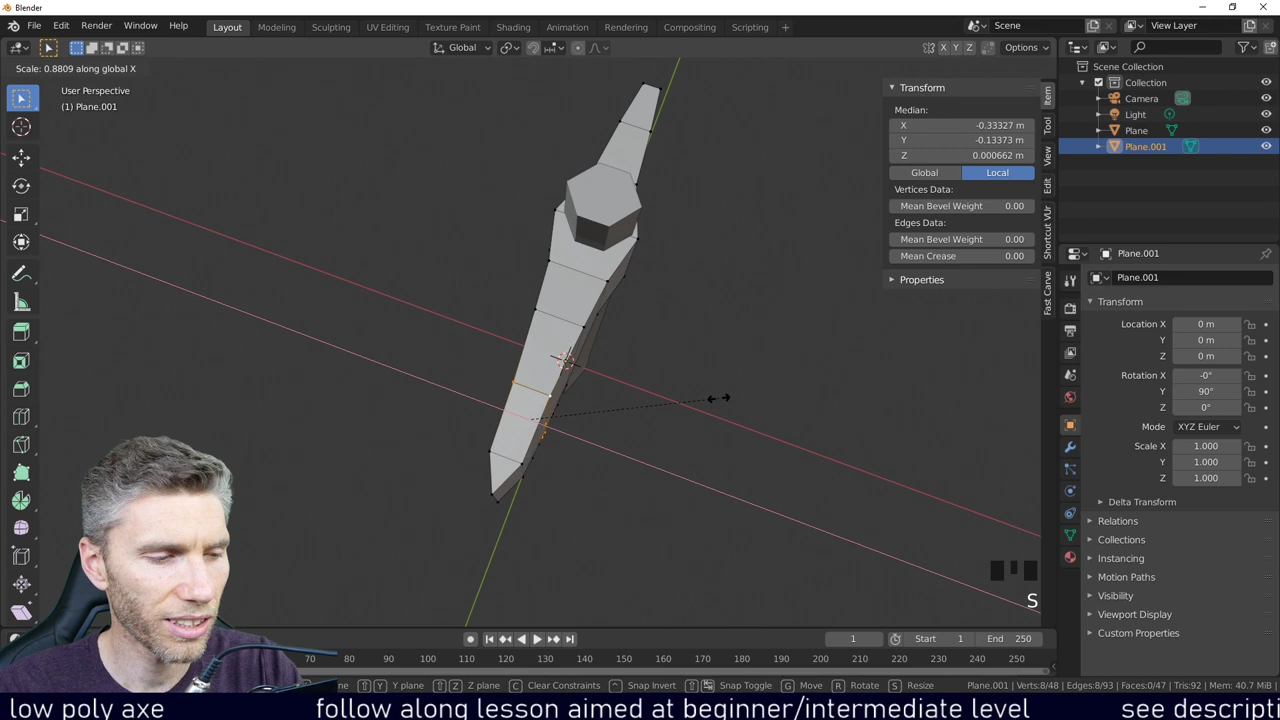 Blender
File Edit Render Window Help
Layout Modeling Sculpting UV Editing Texture Paint Shading Animation Rendering Compositing Scripting +
Scene
View Layer
Global
X Y Z
Options
Scale: 0.8809 along global X
User Perspective
(1) Plane.001
Transform
Median:
X -0.33327 m
Y -0.13373 m
Z 0.000662 m
Global Local
Vertices Data:
Mean Bevel Weight 0.00
Edges Data:
Mean Bevel Weight 0.00
Mean Crease 0.00
Properties
Item
Tool
View
Edit
Shortcut VUr
Fast Carve
Scene Collection
Collection
Camera
Light
Plane
Plane.001
Plane.001
Plane.001
Transform
Location X 0 m
Y 0 m
Z 0 m
Rotation X -0°
Y 90°
Z 0°
Mode XYZ Euler
Scale X 1.000
Y 1.000
Z 1.000
Delta Transform
Relations
Collections
Instancing
Motion Paths
Visibility
Viewport Display
Custom Properties
S
1 Start 1 End 250
70 80 90 100 110 120 130 140 150 160 170 180 190 200 210 220 230 240 250
Y plane Z Z plane C Clear Constraints Snap Invert Snap Toggle G Move R Rotate S Resize
Plane.001 | Verts:8/48 | Edges:8/93 | Faces:0/47 | Tris:92 | Mem: 40.7 MiB
low poly axe follow along lesson aimed at beginner/intermediate level see descript